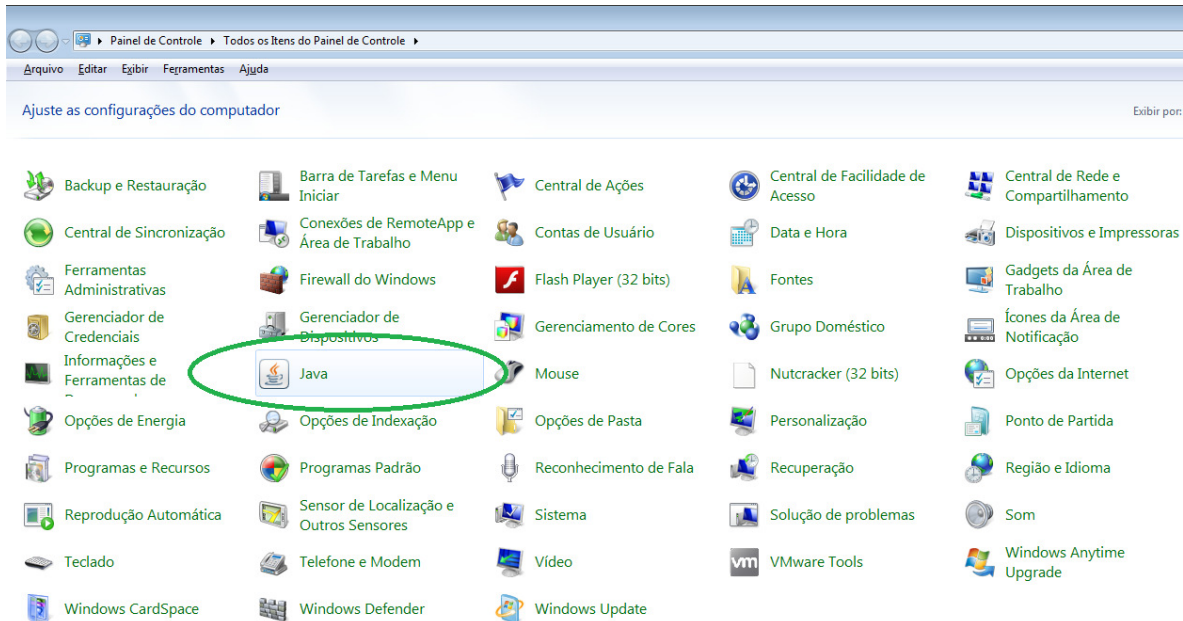 Painel de Controle Todos os Itens do Painel de Controle
Arquivo Editar Exibir Ferramentas Ajuda
Ajuste as configurações do computador
Exibir por:
Backup e Restauração
Barra de Tarefas e Menu
Iniciar
Central de Ações
Central de Facilidade de
Acesso
Central de Rede e
Compartilhamento
Central de Sincronização
Conexões de RemoteApp e
Área de Trabalho
Contas de Usuário
Data e Hora
Dispositivos e Impressoras
Ferramentas
Administrativas
Firewall do Windows
Flash Player (32 bits)
Fontes
Gadgets da Área de
Trabalho
Gerenciador de
Credenciais
Gerenciador de
Dispositivos
Gerenciamento de Cores
Grupo Doméstico
Ícones da Área de
Notificação
Informações e
Ferramentas de
Java
Mouse
Nutcracker (32 bits)
Opções da Internet
Opções de Energia
Opções de Indexação
Opções de Pasta
Personalização
Ponto de Partida
Programas e Recursos
Programas Padrão
Reconhecimento de Fala
Recuperação
Região e Idioma
Reprodução Automática
Sensor de Localização e
Outros Sensores
Sistema
Solução de problemas
Som
Teclado
Telefone e Modem
Vídeo
vm
VMware Tools
Windows Anytime
Upgrade
Windows CardSpace
Windows Defender
Windows Update